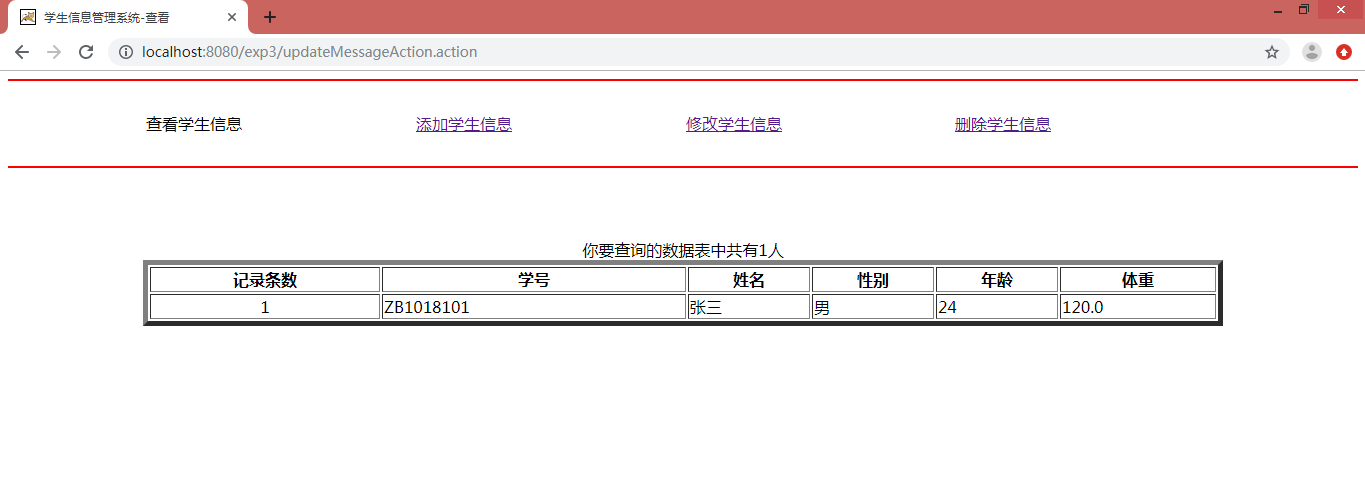 学生信息管理系统-查看
localhost:8080/exp3/updateMessageAction.action
查看学生信息 添加学生信息 修改学生信息 删除学生信息
你要查询的数据表中共有1人
记录条数 学号 姓名 性别 年龄 体重
1 ZB1018101 张三 男 24 120.0